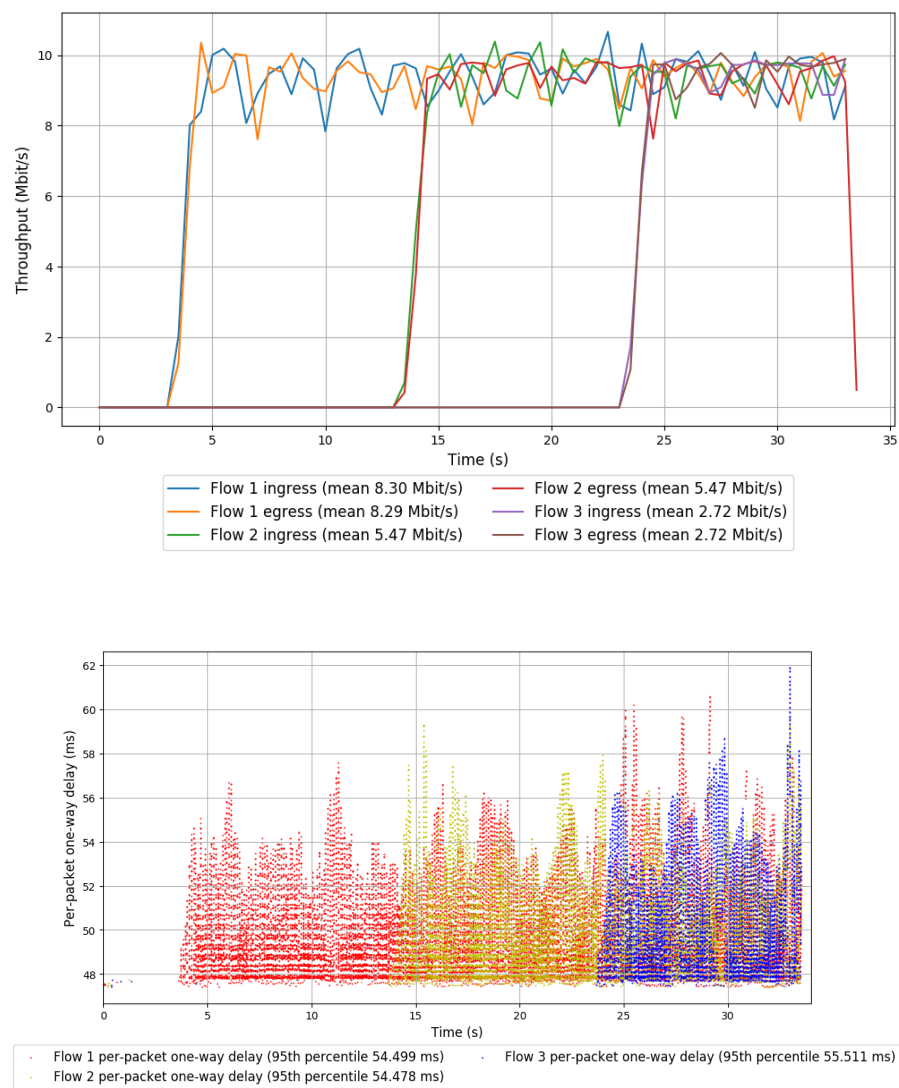 10
8
6
4
2
0
Throughput (Mbit/s)
0 5 10 15 20 25 30 35
Time (s)
Flow 1 ingress (mean 8.30 Mbit/s) Flow 2 egress (mean 5.47 Mbit/s)
Flow 1 egress (mean 8.29 Mbit/s) Flow 3 ingress (mean 2.72 Mbit/s)
Flow 2 ingress (mean 5.47 Mbit/s) Flow 3 egress (mean 2.72 Mbit/s)
62
60
58
56
54
52
50
48
Per-packet one-way delay (ms)
0 5 10 15 20 25 30
Time (s)
Flow 1 per-packet one-way delay (95th percentile 54.499 ms) Flow 3 per-packet one-way delay (95th percentile 55.511 ms)
Flow 2 per-packet one-way delay (95th percentile 54.478 ms)